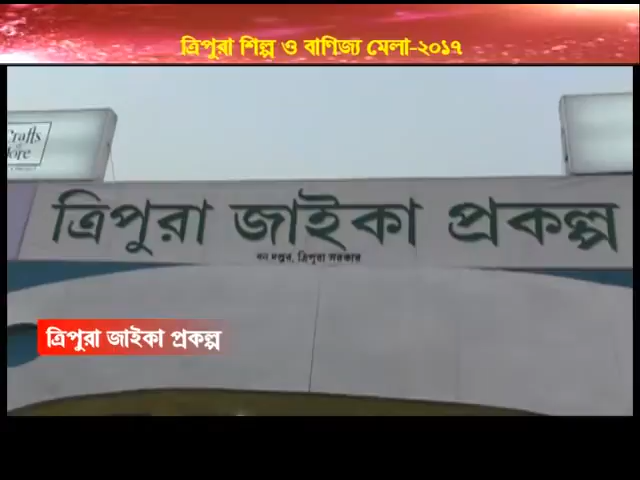 ত্রিপুরা শিল্প ও বাণিজ্য মেলা-২০১৭
Crafts
ত্রিপুরা জাইকা প্রকল্প
বন দপ্তর, ত্রিপুরা সরকার
ত্রিপুরা জাইকা প্রকল্প